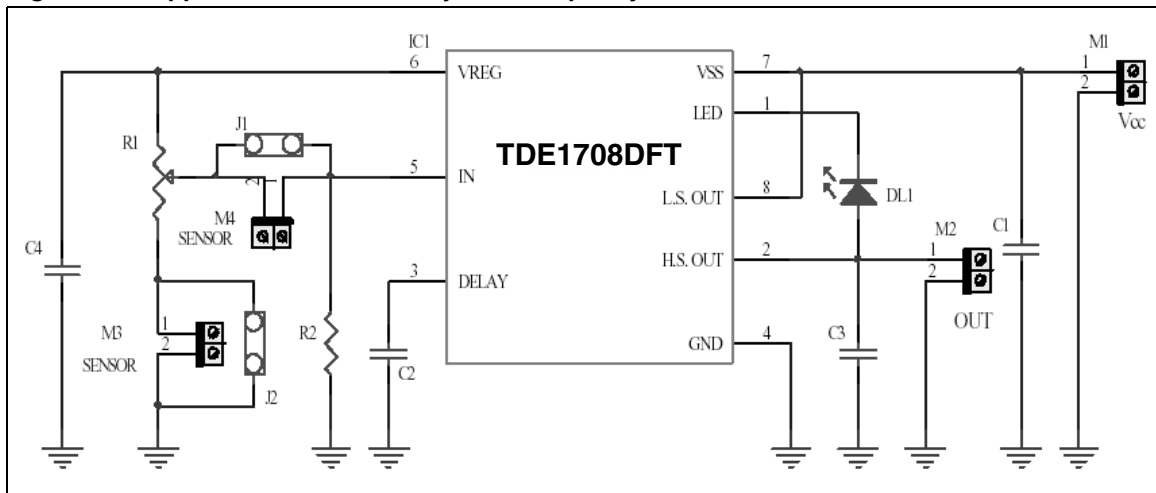 IC1
TDE1708DFT
6
VREG
5
IN
3
DELAY
7
VSS
1
LED
8
L.S. OUT
2
H.S. OUT
4
GND
R1
J1
2
1
M4
SENSOR
C4
M3
SENSOR
1
2
J2
R2
C2
DL1
M2
1
2
OUT
C3
C1
M1
1
2
Vcc